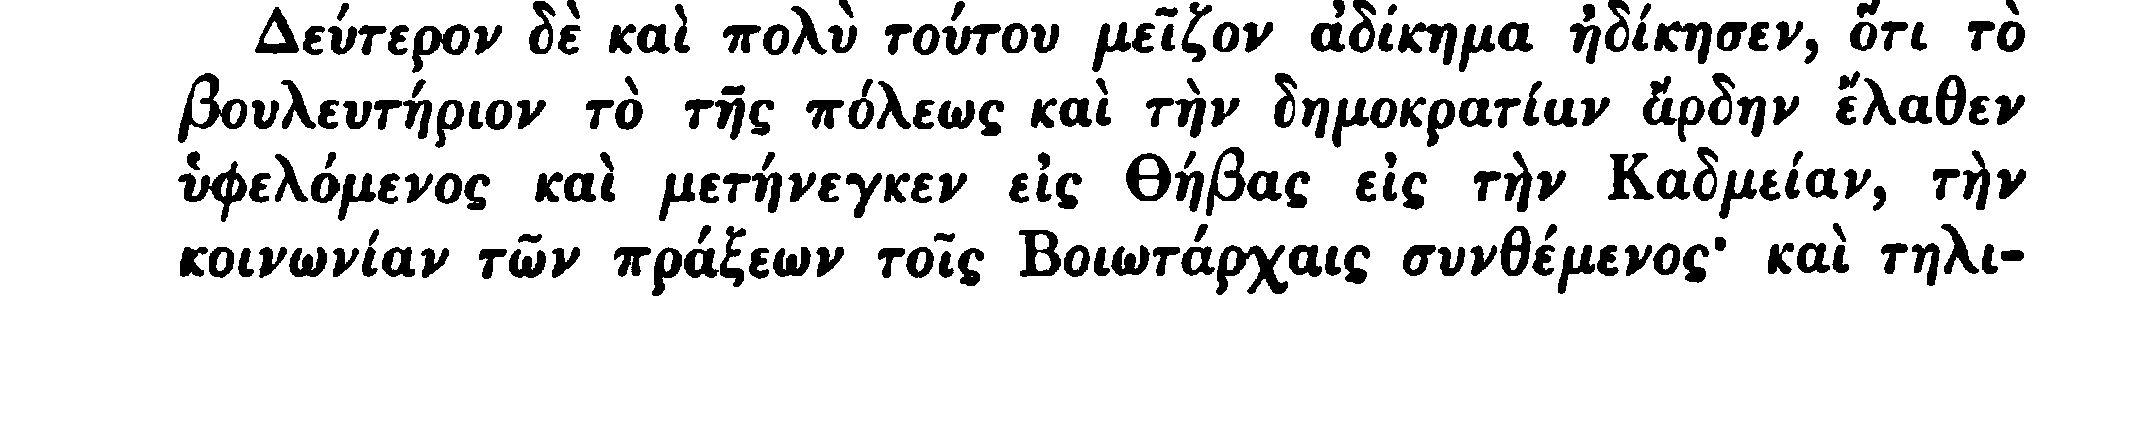 Δεύτερον δὲ καὶ πολὺ τούτου μεῖζον ἀδίκημα ἠδίκησεν, ὅτι τὸ
βουλευτήριον τὸ τῆς πόλεως καὶ τὴν δημοκρατίαν ἄρδην ἔλαθεν
ὑφελόμενος καὶ μετήνεγκεν εἰς Θήβας εἰς τὴν Καδμείαν, τὴν
κοινωνίαν τῶν πράξεων τοῖς Βοιωτάρχαις συνθέμενος· καὶ τηλι-